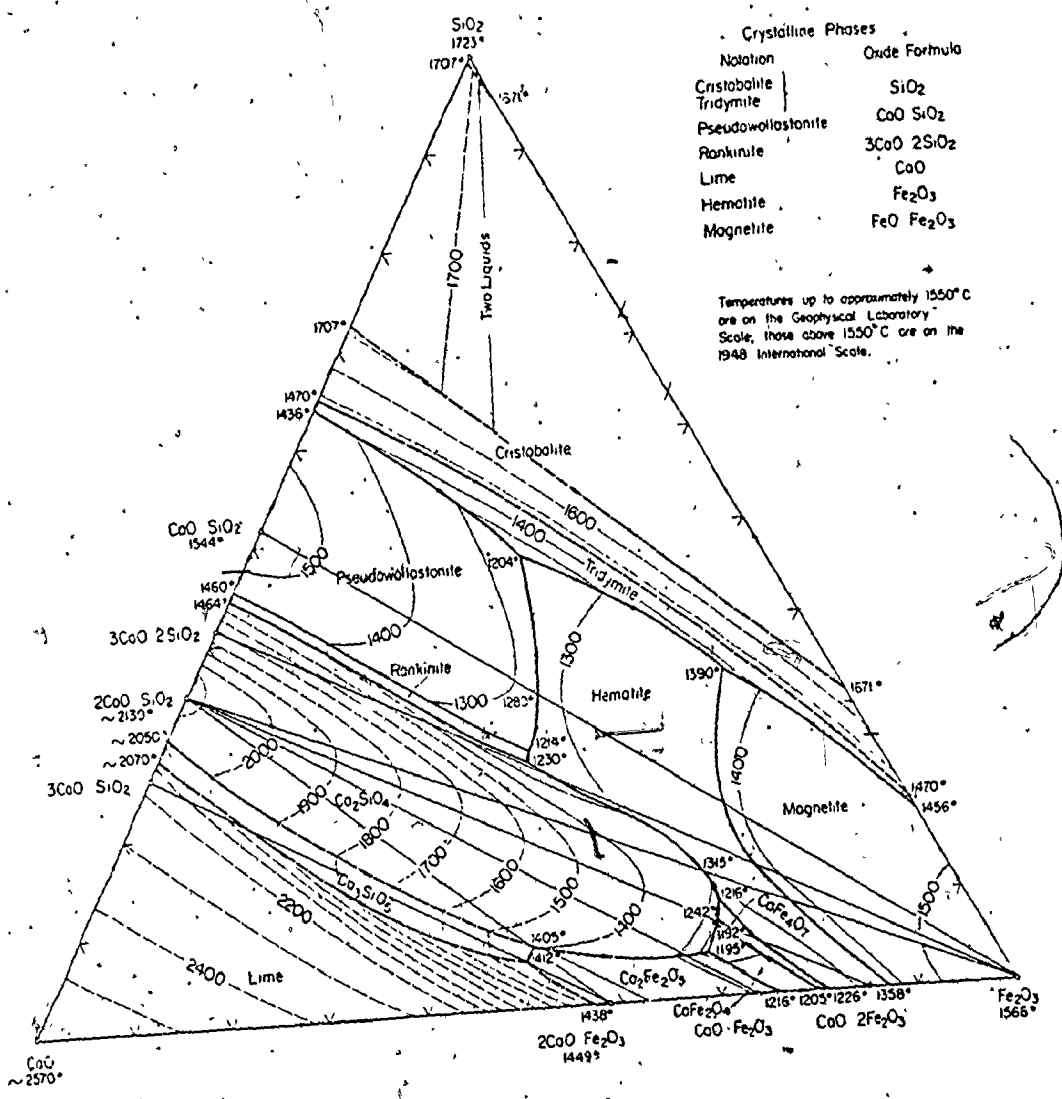 SiO2
1723°
1707°
1671°
Crystalline Phases
Notation Oxide Formula
Cristobalite
Tridymite
SiO2
Pseudowollastonite CaO SiO2
Rankinite 3CaO 2SiO2
Lime CaO
Hematite Fe2O3
Magnetite FeO Fe2O3
Temperatures up to approximately 1550°C
are on the Geophysical Laboratory
Scale, those above 1550°C are on the
1948 International Scale.
1700
Two Liquids
1707°
1470°
1436°
Cristobalite
1600
1400
Tridymite
CaO SiO2
1544°
1500
Pseudowollastonite
1204°
1460°
1464°
1400
1300
3CaO 2SiO2
Rankinite
Hematite
1390°
1671°
2CaO SiO2
~2130°
1300
1283°
1400
~2050°
1214°
1230°
~2070°
2000
1470°
1456°
3CaO SiO2
1900
Ca2SiO4
Magnetite
1800
1700
1315°
1600
Ca3SiO5
1216°
1500
2200
1500
1242°
CaFe4O7
1400
1192°
1405°
1195°
1412°
2400
Lime
Ca2Fe2O5
1438°
CaFe2O4
1216° 1205° 1226° 1358°
Fe2O3
1566°
2CaO Fe2O3
1449°
CaO Fe2O3
CaO 2Fe2O3
CaO
~2570°